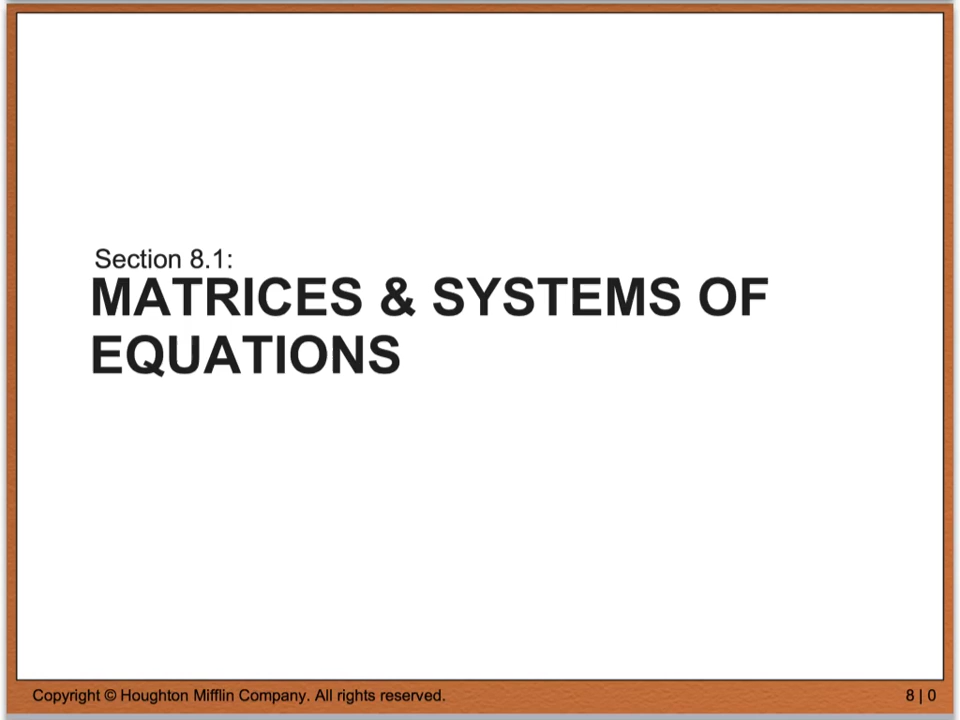 Section 8.1:
MATRICES & SYSTEMS OF
EQUATIONS
Copyright © Houghton Mifflin Company. All rights reserved.
8 | 0